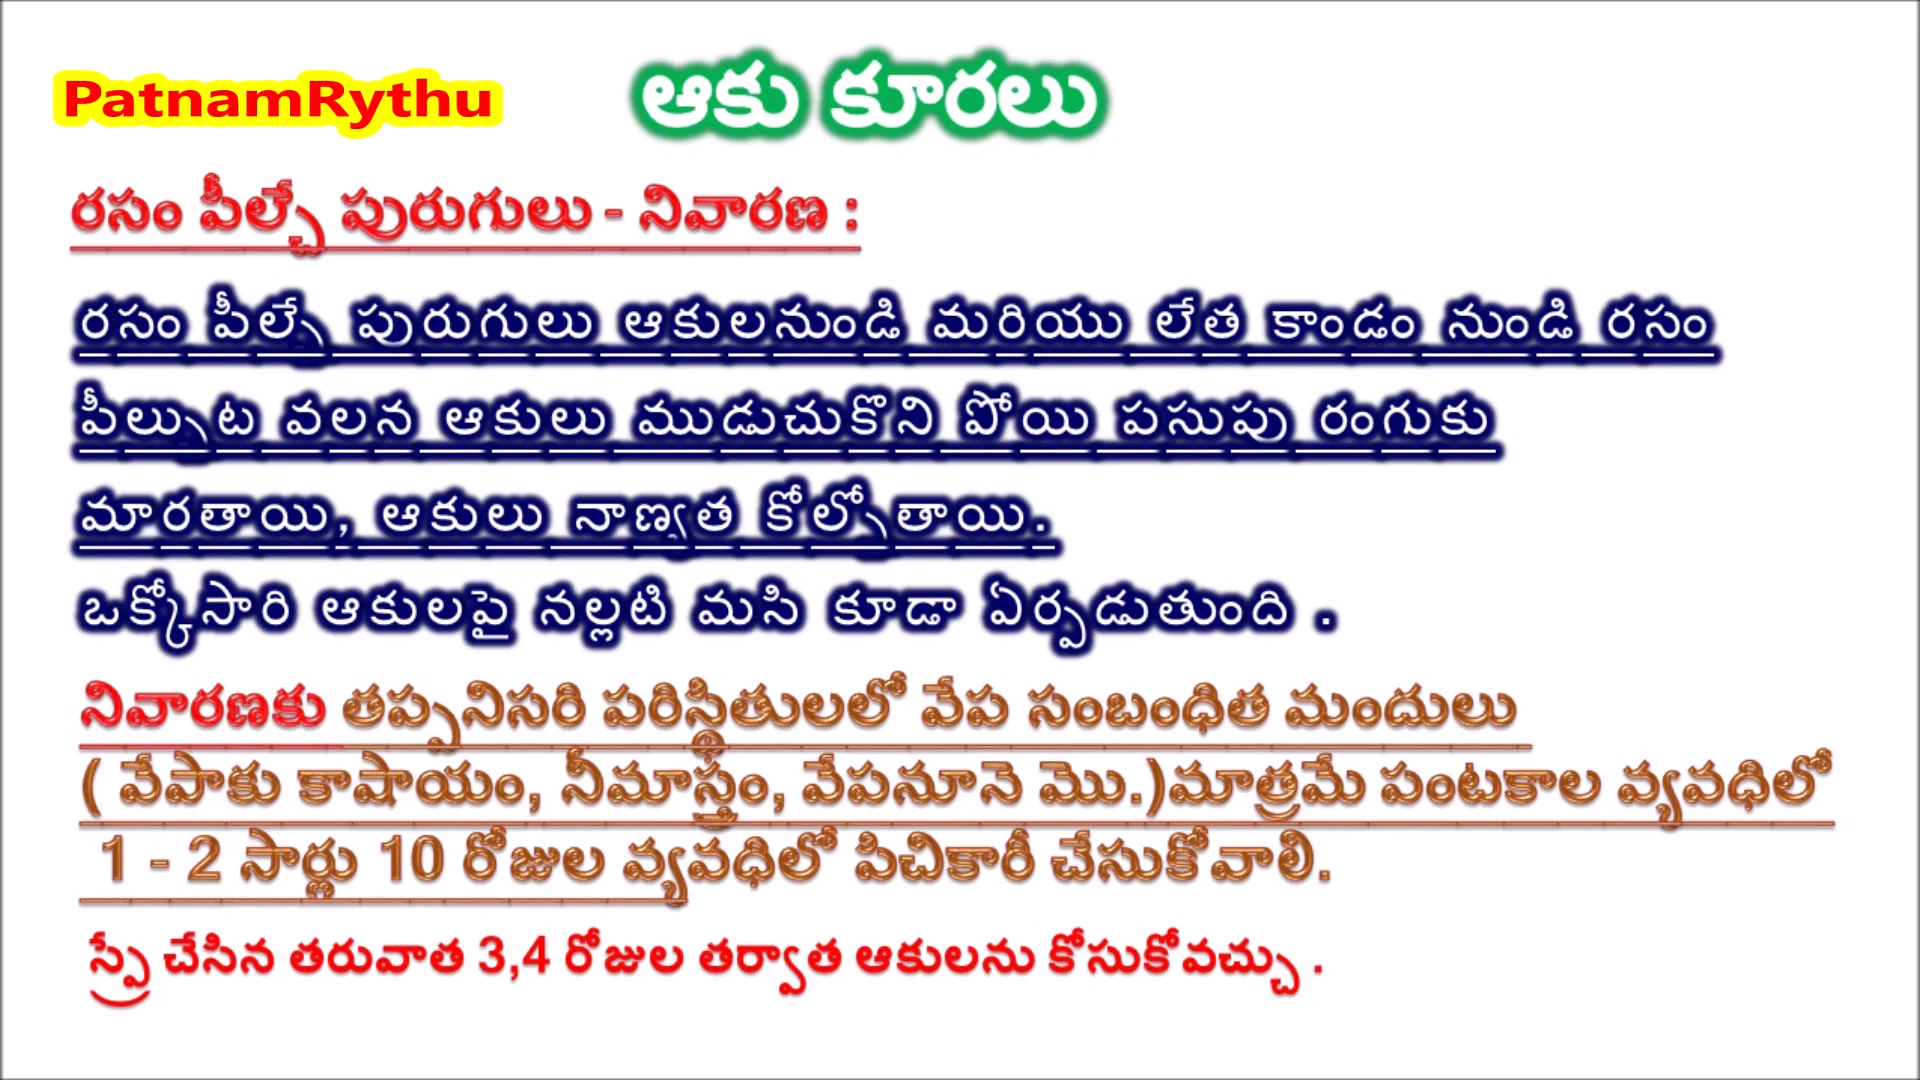 PatnamRythu
ఆకు కూరలు
రసం పీల్చే పురుగులు - నివారణ :
రసం పీల్చే పురుగులు ఆకులనుండి మరియు లేత కాండం నుండి రసం
పీల్చుట వలన ఆకులు ముడుచుకొని పోయి పసుపు రంగుకు
మారతాయి, ఆకులు నాణ్యత కోల్పోతాయి.
ఒక్కోసారి ఆకులపై నల్లటి మసి కూడా ఏర్పడుతుంది .
నివారణకు తప్పనిసరి పరిస్థితులలో వేప సంబంధిత మందులు
( వేపాకు కాషాయం, నీమాస్త్రం, వేపనూనె మొ.)మాత్రమే పంటకాల వ్యవధిలో
1 - 2 సార్లు 10 రోజుల వ్యవధిలో పిచికారీ చేసుకోవాలి.
స్ప్రే చేసిన తరువాత 3,4 రోజుల తర్వాత ఆకులను కోసుకోవచ్చు .